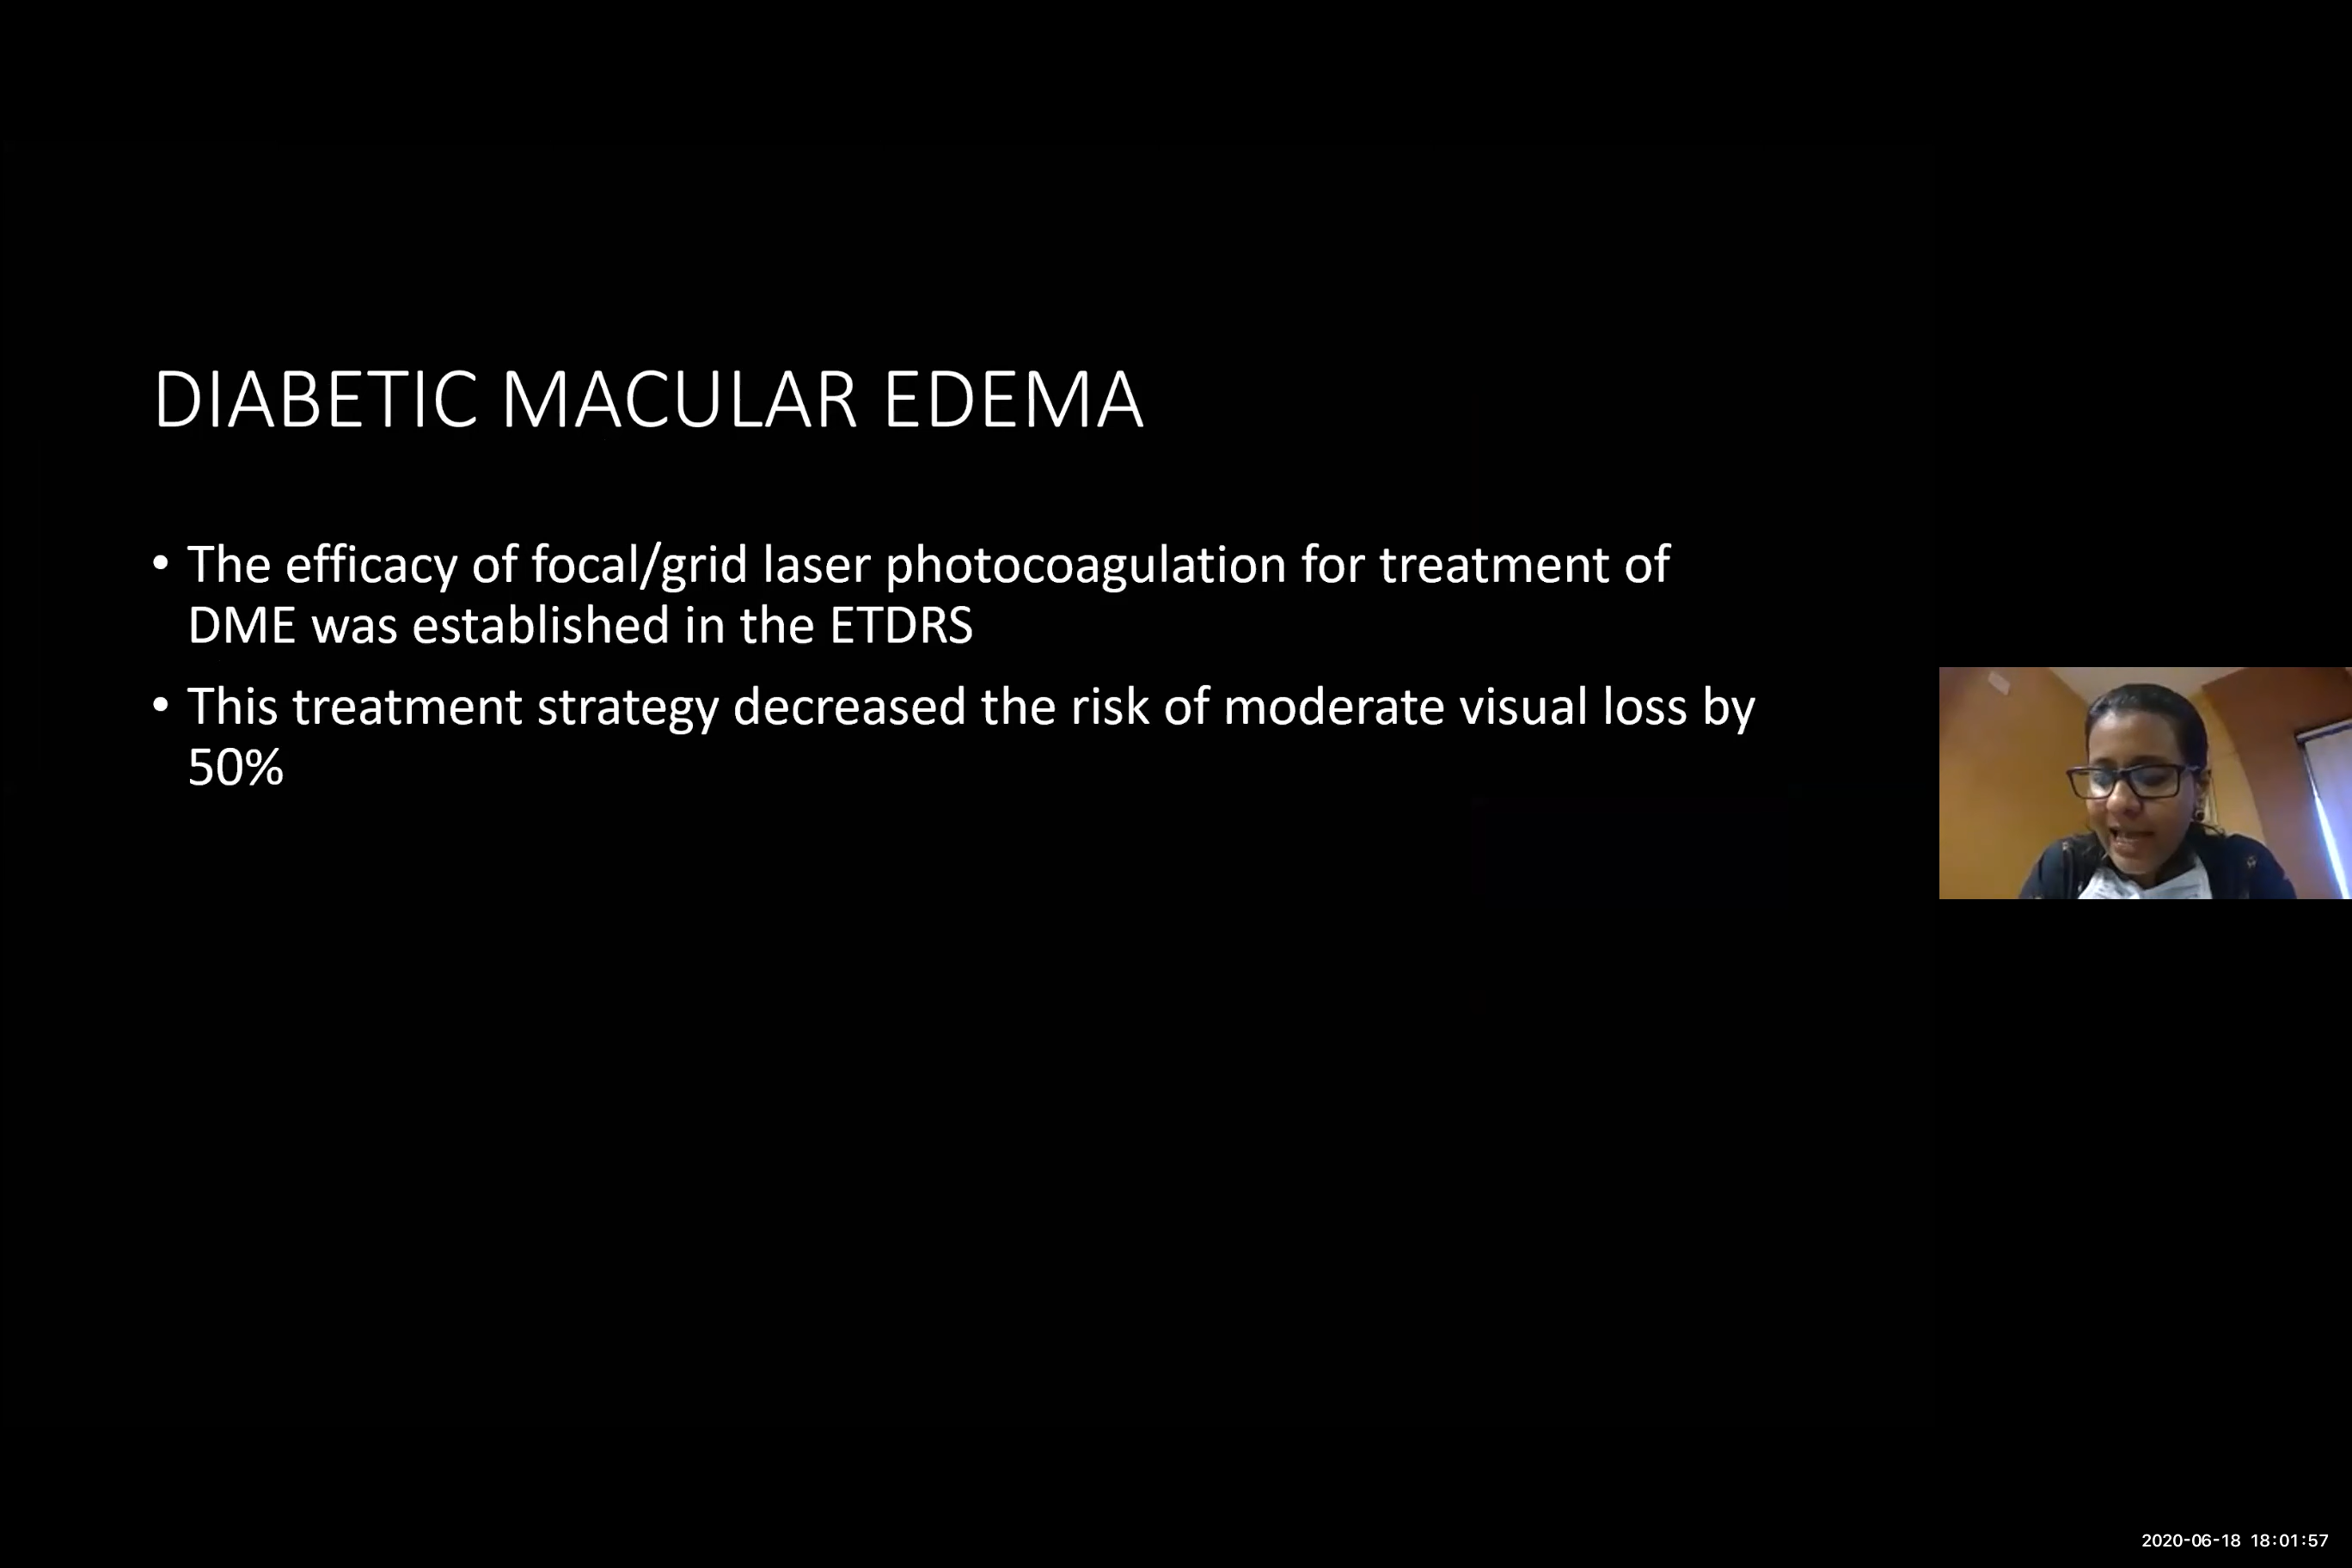 DIABETIC MACULAR EDEMA
• The efficacy of focal/grid laser photocoagulation for treatment of
DME was established in the ETDRS
• This treatment strategy decreased the risk of moderate visual loss by
50%
2020-06-18 18:01:57